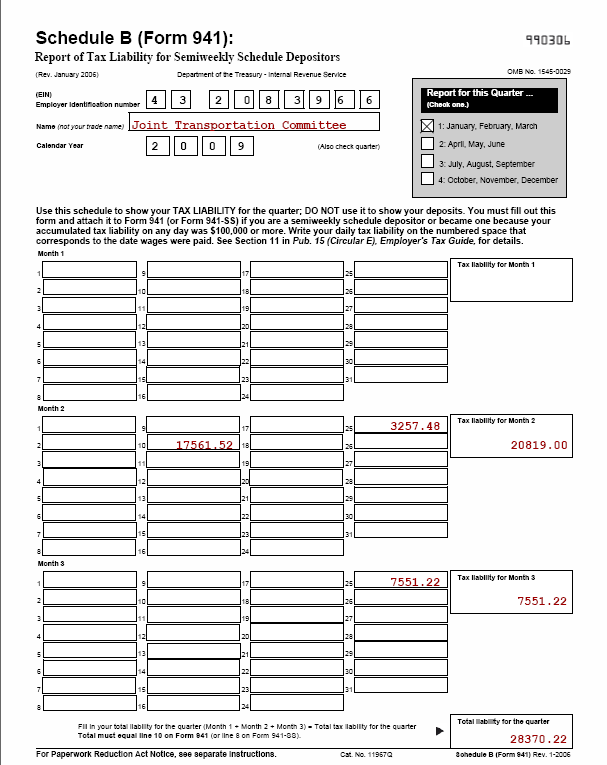 Schedule B (Form 941):
990306
Report of Tax Liability for Semiweekly Schedule Depositors
(Rev. January 2006) Department of the Treasury - Internal Revenue Service OMB No. 1545-0029
(EIN)
Employer Identification number 4 3 2 0 8 3 9 6 6
Name (not your trade name) Joint Transportation Committee
Calendar Year 2 0 0 9 (Also check quarter)
Report for this Quarter ...
(Check one.)
1: January, February, March
2: April, May, June
3: July, August, September
4: October, November, December
Use this schedule to show your TAX LIABILITY for the quarter; DO NOT use it to show your deposits. You must fill out this
form and attach it to Form 941 (or Form 941-SS) if you are a semiweekly schedule depositor or became one because your
accumulated tax liability on any day was $100,000 or more. Write your daily tax liability on the numbered space that
corresponds to the date wages were paid. See Section 11 in Pub. 15 (Circular E), Employer's Tax Guide, for details.
Month 1
1 9 17 25 Tax liability for Month 1
2 10 18 26
3 11 19 27
4 12 20 28
5 13 21 29
6 14 22 30
7 15 23 31
8 16 24
Month 2
1 9 17 25 3257.48 Tax liability for Month 2
2 10 17561.52 18 26 20819.00
3 11 19 27
4 12 20 28
5 13 21 29
6 14 22 30
7 15 23 31
8 16 24
Month 3
1 9 17 25 7551.22 Tax liability for Month 3
2 10 18 26 7551.22
3 11 19 27
4 12 20 28
5 13 21 29
6 14 22 30
7 15 23 31
8 16 24
Fill in your total liability for the quarter (Month 1 + Month 2 + Month 3) = Total tax liability for the quarter
Total must equal line 10 on Form 941 (or line 8 on Form 941-SS).
Total liability for the quarter
28370.22
For Paperwork Reduction Act Notice, see separate instructions. Cat. No. 11967Q Schedule B (Form 941) Rev. 1-2006